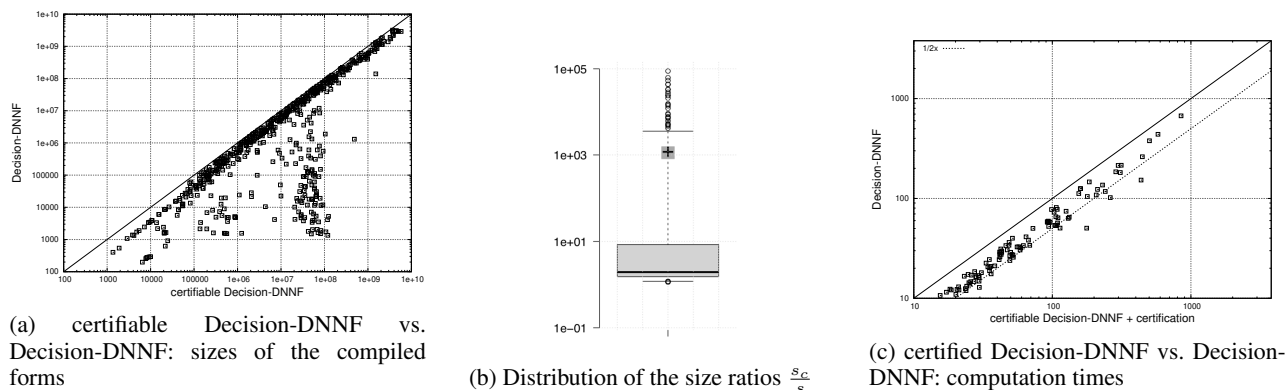 1e+10
1e+09
1e+08
1e+07
1e+06
100000
10000
1000
100
Decision-DNNF
100 1000 10000 100000 1e+06 1e+07 1e+08 1e+09 1e+10
certifiable Decision-DNNF
(a) certifiable Decision-DNNF vs.
Decision-DNNF: sizes of the compiled
forms
1e+05
1e+03
1e+01
1e−01
(b) Distribution of the size ratios s_c/s
1/2x
1000
100
10
Decision-DNNF
10 100 1000
certifiable Decision-DNNF + certification
(c) certified Decision-DNNF vs. Decision-
DNNF: computation times